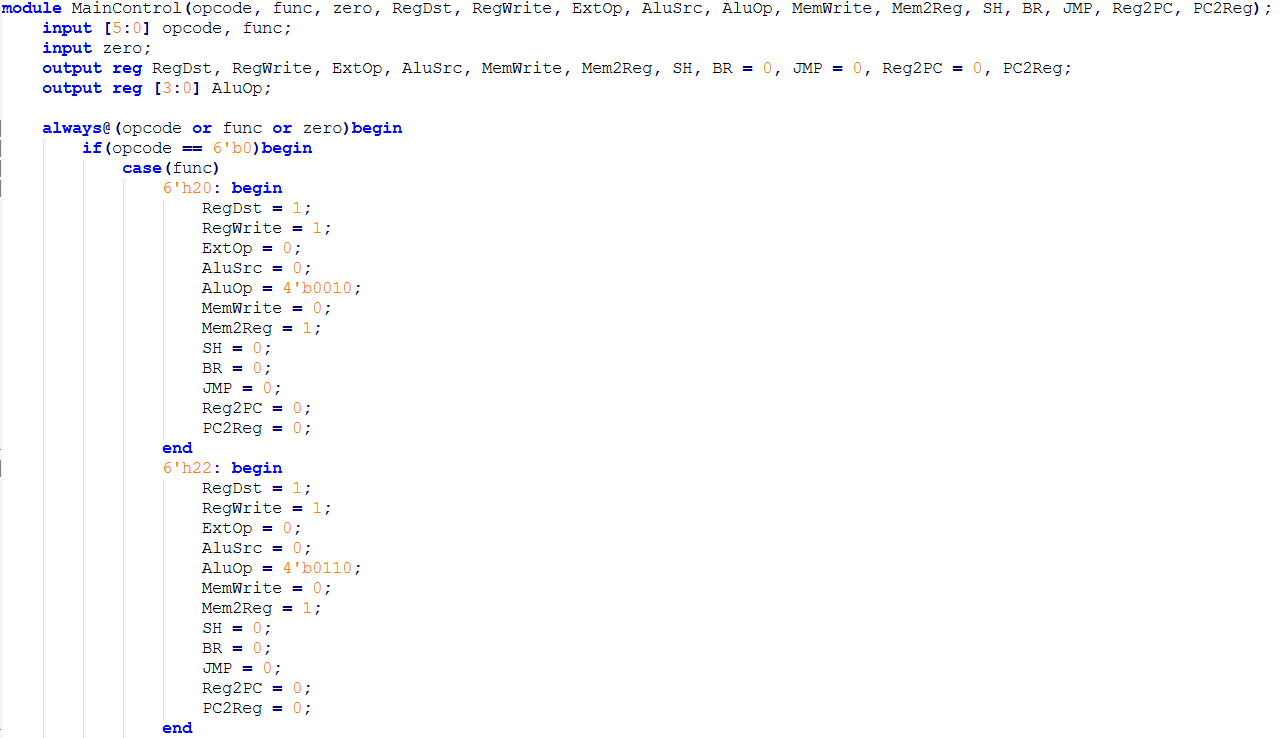 module MainControl(opcode, func, zero, RegDst, RegWrite, ExtOp, AluSrc, AluOp, MemWrite, Mem2Reg, SH, BR, JMP, Reg2PC, PC2Reg);
    input [5:0] opcode, func;
    input zero;
    output reg RegDst, RegWrite, ExtOp, AluSrc, MemWrite, Mem2Reg, SH, BR = 0, JMP = 0, Reg2PC = 0, PC2Reg;
    output reg [3:0] AluOp;

    always@(opcode or func or zero)begin
        if(opcode == 6'b0)begin
            case(func)
                6'h20: begin
                    RegDst = 1;
                    RegWrite = 1;
                    ExtOp = 0;
                    AluSrc = 0;
                    AluOp = 4'b0010;
                    MemWrite = 0;
                    Mem2Reg = 1;
                    SH = 0;
                    BR = 0;
                    JMP = 0;
                    Reg2PC = 0;
                    PC2Reg = 0;
                end
                6'h22: begin
                    RegDst = 1;
                    RegWrite = 1;
                    ExtOp = 0;
                    AluSrc = 0;
                    AluOp = 4'b0110;
                    MemWrite = 0;
                    Mem2Reg = 1;
                    SH = 0;
                    BR = 0;
                    JMP = 0;
                    Reg2PC = 0;
                    PC2Reg = 0;
                end